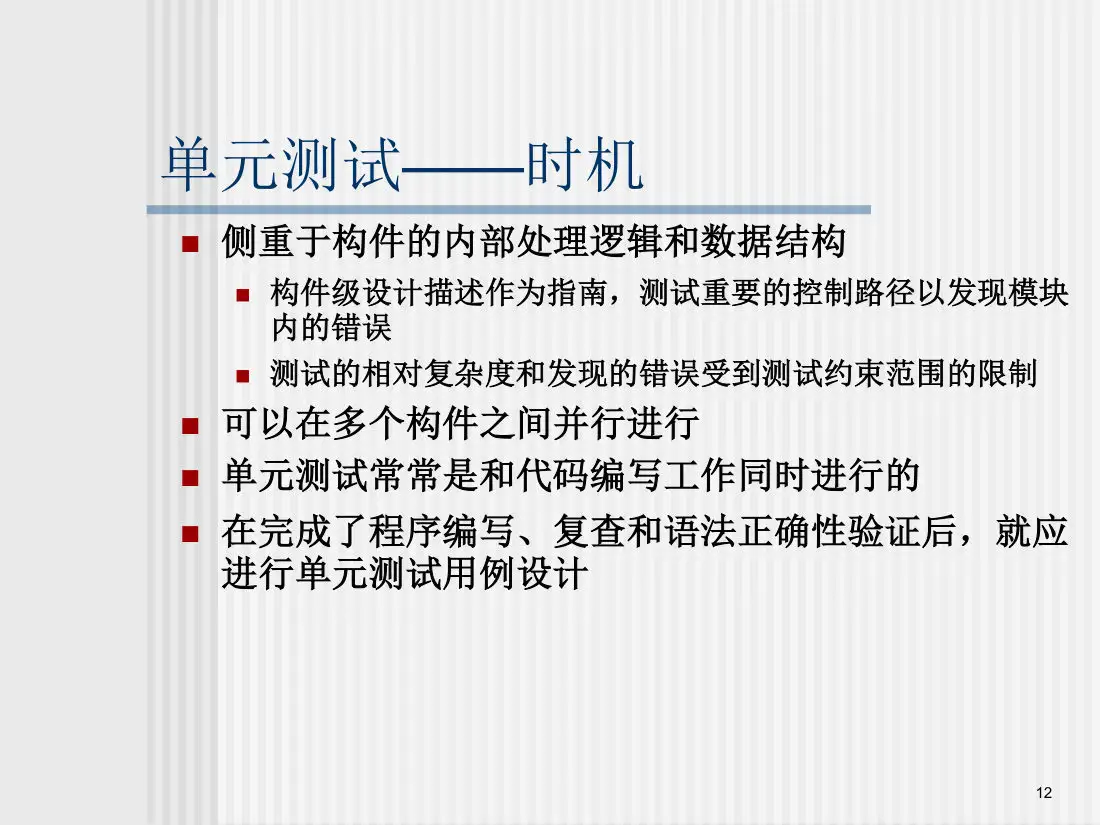 单元测试——时机
侧重于构件的内部处理逻辑和数据结构
构件级设计描述作为指南，测试重要的控制路径以发现模块
内的错误
测试的相对复杂度和发现的错误受到测试约束范围的限制
可以在多个构件之间并行进行
单元测试常常是和代码编写工作同时进行的
在完成了程序编写、复查和语法正确性验证后，就应
进行单元测试用例设计
12